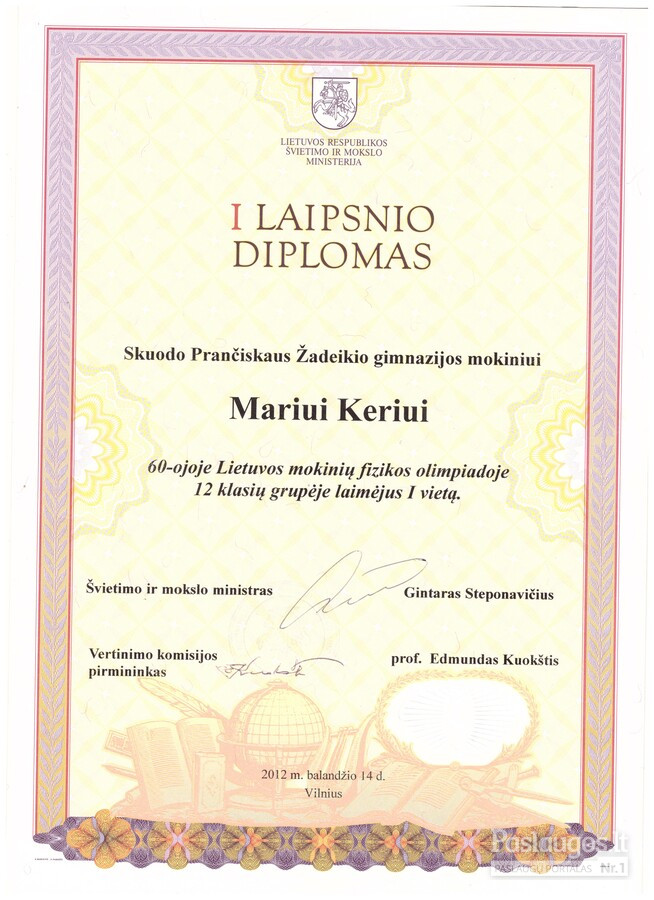 LIETUVOS RESPUBLIKOS
ŠVIETIMO IR MOKSLO
MINISTERIJA
I LAIPSNIO
DIPLOMAS
Skuodo Prančiskaus Žadeikio gimnazijos mokiniui
Mariui Keriui
60-ojoje Lietuvos mokinių fizikos olimpiadoje
12 klasių grupėje laimėjus I vietą.
Švietimo ir mokslo ministras
Gintaras Steponavičius
Vertinimo komisijos
pirmininkas
prof. Edmundas Kuokštis
2012 m. balandžio 14 d.
Vilnius
Paslaugos.lt
PASLAUGŲ PORTALAS Nr.1